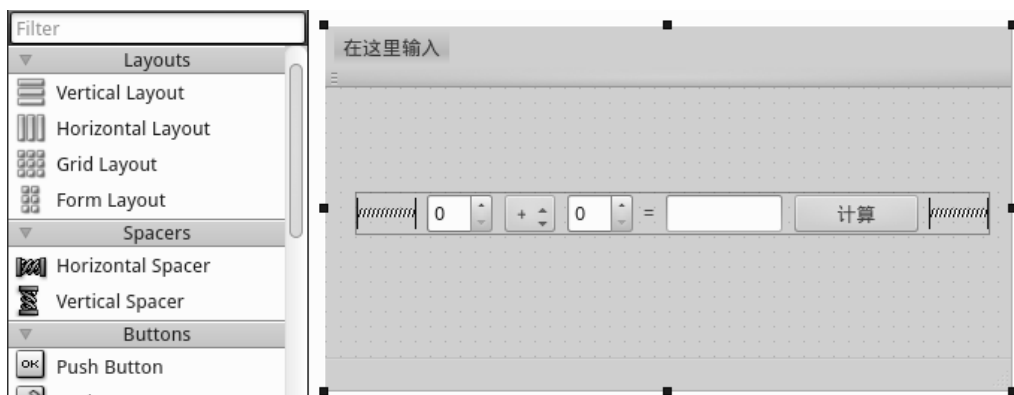 Filter
Layouts
Vertical Layout
Horizontal Layout
Grid Layout
Form Layout
Spacers
Horizontal Spacer
Vertical Spacer
Buttons
OK Push Button
在这里输入
0 + 0 = 计算